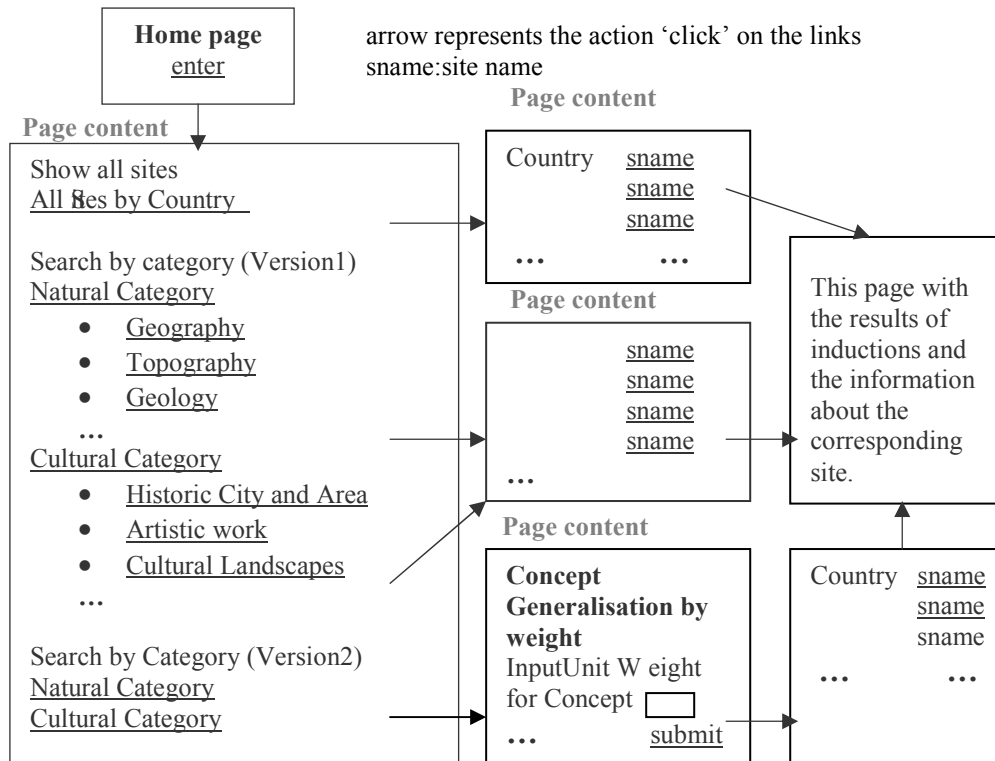 Home page
enter
arrow represents the action ‘click’ on the links
sname:site name
Page content
Show all sites
All Sites by Country
Search by category (Version1)
Natural Category
• Geography
• Topography
• Geology
...
Cultural Category
• Historic City and Area
• Artistic work
• Cultural Landscapes
...
Search by Category (Version2)
Natural Category
Cultural Category
Page content
Country sname
sname
sname
... ...
Page content
sname
sname
sname
sname
...
Page content
Concept
Generalisation by
weight
InputUnit W eight
for Concept
... submit
This page with
the results of
inductions and
the information
about the
corresponding
site.
Country sname
sname
sname
... ...